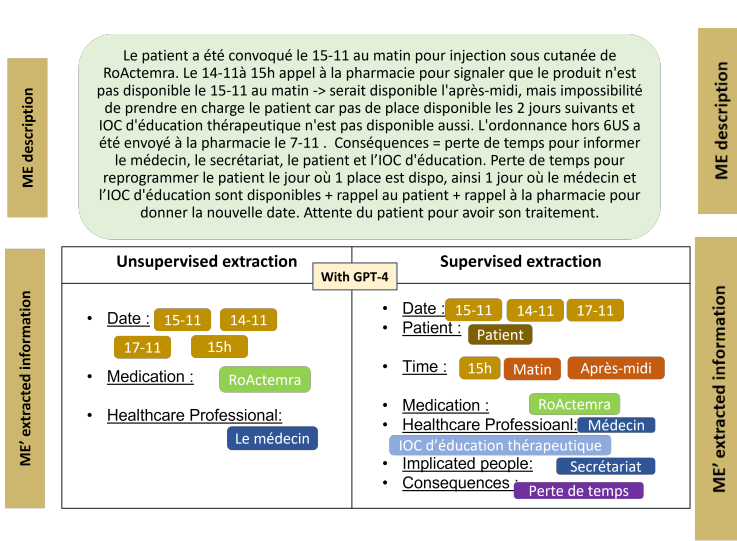 ME description
Le patient a été convoqué le 15-11 au matin pour injection sous cutanée de
RoActemra. Le 14-11à 15h appel à la pharmacie pour signaler que le produit n'est
pas disponible le 15-11 au matin -> serait disponible l'après-midi, mais impossibilité
de prendre en charge le patient car pas de place disponible les 2 jours suivants et
IOC d'éducation thérapeutique n'est pas disponible aussi. L'ordonnance hors 6US a
été envoyé à la pharmacie le 7-11 .  Conséquences = perte de temps pour informer
le médecin, le secrétariat, le patient et l’IOC d'éducation. Perte de temps pour
reprogrammer le patient le jour où 1 place est dispo, ainsi 1 jour où le médecin et
l’IOC d'éducation sont disponibles + rappel au patient + rappel à la pharmacie pour
donner la nouvelle date. Attente du patient pour avoir son traitement.
ME description
ME’ extracted information
Unsupervised extraction
With GPT-4
Supervised extraction
• Date : 15-11 14-11
17-11 15h
• Medication : RoActemra
• Healthcare Professional:
Le médecin
• Date : 15-11 14-11 17-11
• Patient : Patient
• Time : 15h Matin Après-midi
• Medication : RoActemra
• Healthcare Professioanl: Médecin
IOC d’éducation thérapeutique
• Implicated people: Secrétariat
• Consequences : Perte de temps
ME’ extracted information